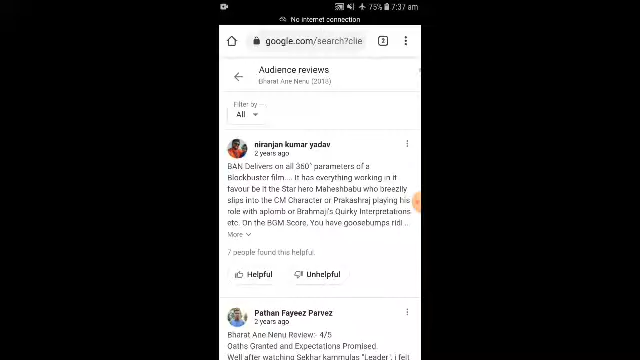 75% 7:37 am
No internet connection
google.com/search?clie
2
Audience reviews
Bharat Ane Nenu (2018)
Filter by
All
niranjan kumar yadav
2 years ago
BAN Delivers on all 360° parameters of a
Blockbuster film.... It has everything working in it
favour be it the Star hero Maheshbabu who breezily
slips into the CM Character or Prakashraj playing his
role with aplomb or Brahmaji's Quirky Interpretations
etc. On the BGM Score, You have goosebumps ridi ...
More
7 people found this helpful.
Helpful Unhelpful
Pathan Fayeez Parvez
2 years ago
Bharat Ane Nenu Review:- 4/5
Oaths Granted and Expectations Promised.
Well after watching Sekhar kammulas "Leader", i felt